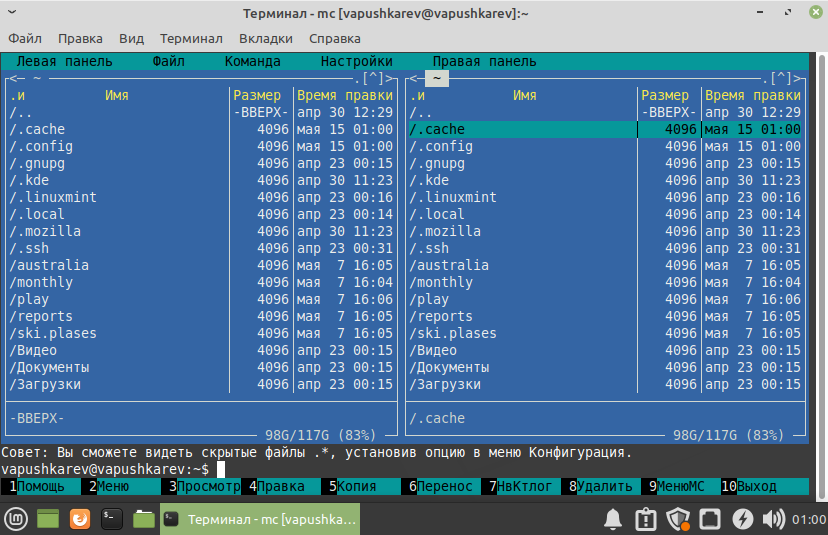 Терминал - mc [vapushkarev@vapushkarev]:~
Файл Правка Вид Терминал Вкладки Справка
Левая панель Файл Команда Настройки Правая панель
<— ~ .[^]> <— ~ .[^]>
.и Имя Размер Время правки .и Имя Размер Время правки
/.. -ВВЕРХ- апр 30 12:29 /.. -ВВЕРХ- апр 30 12:29
/.cache 4096 мая 15 01:00 /.cache 4096 мая 15 01:00
/.config 4096 мая 15 01:00 /.config 4096 мая 15 01:00
/.gnupg 4096 апр 23 00:15 /.gnupg 4096 апр 23 00:15
/.kde 4096 апр 30 11:23 /.kde 4096 апр 30 11:23
/.linuxmint 4096 апр 23 00:16 /.linuxmint 4096 апр 23 00:16
/.local 4096 апр 23 00:14 /.local 4096 апр 23 00:14
/.mozilla 4096 апр 30 11:23 /.mozilla 4096 апр 30 11:23
/.ssh 4096 апр 23 00:31 /.ssh 4096 апр 23 00:31
/australia 4096 мая 7 16:05 /australia 4096 мая 7 16:05
/monthly 4096 мая 7 16:04 /monthly 4096 мая 7 16:04
/play 4096 мая 7 16:06 /play 4096 мая 7 16:06
/reports 4096 мая 7 16:05 /reports 4096 мая 7 16:05
/ski.plases 4096 мая 7 16:05 /ski.plases 4096 мая 7 16:05
/Видео 4096 апр 23 00:15 /Видео 4096 апр 23 00:15
/Документы 4096 апр 23 00:15 /Документы 4096 апр 23 00:15
/Загрузки 4096 апр 23 00:15 /Загрузки 4096 апр 23 00:15
-ВВЕРХ- /.cache
98G/117G (83%) 98G/117G (83%)
Совет: Вы сможете видеть скрытые файлы .*, установив опцию в меню Конфигурация.
vapushkarev@vapushkarev:~$
1Помощь 2Меню 3Просмотр 4Правка 5Копия 6Перенос 7НвКтлог 8Удалить 9МенюМС 10Выход
Терминал - mc [vapushka... 01:00